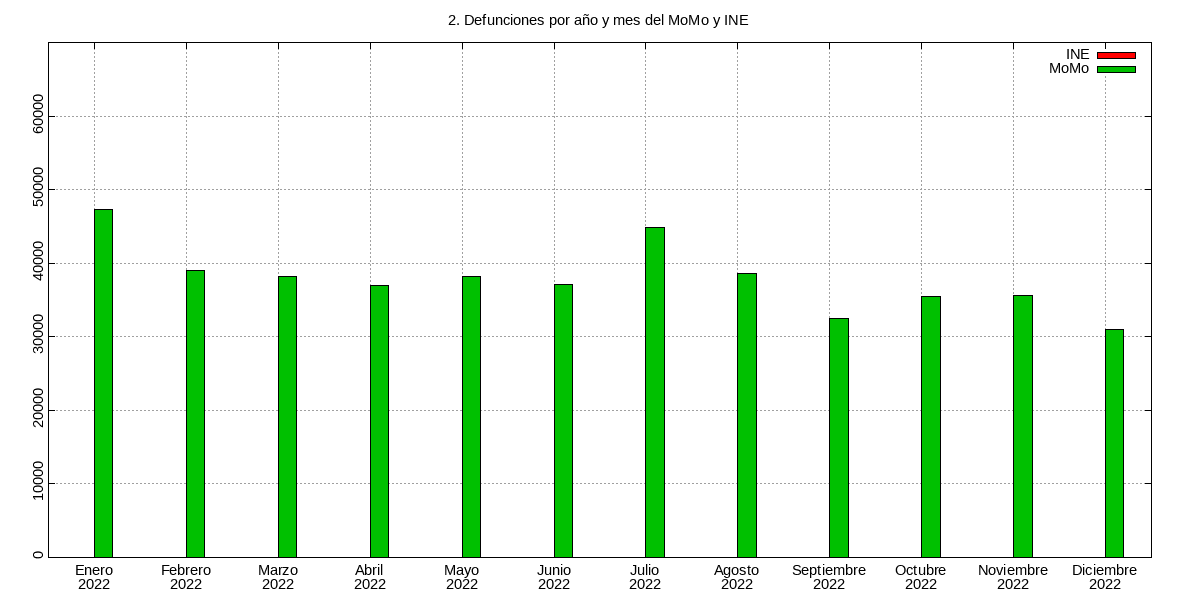 2. Defunciones por año y mes del MoMo y INE
INE
MoMo
60000
50000
40000
30000
20000
10000
0
Enero Febrero Marzo Abril Mayo Junio Julio Agosto Septiembre Octubre Noviembre Diciembre
2022 2022 2022 2022 2022 2022 2022 2022 2022 2022 2022 2022